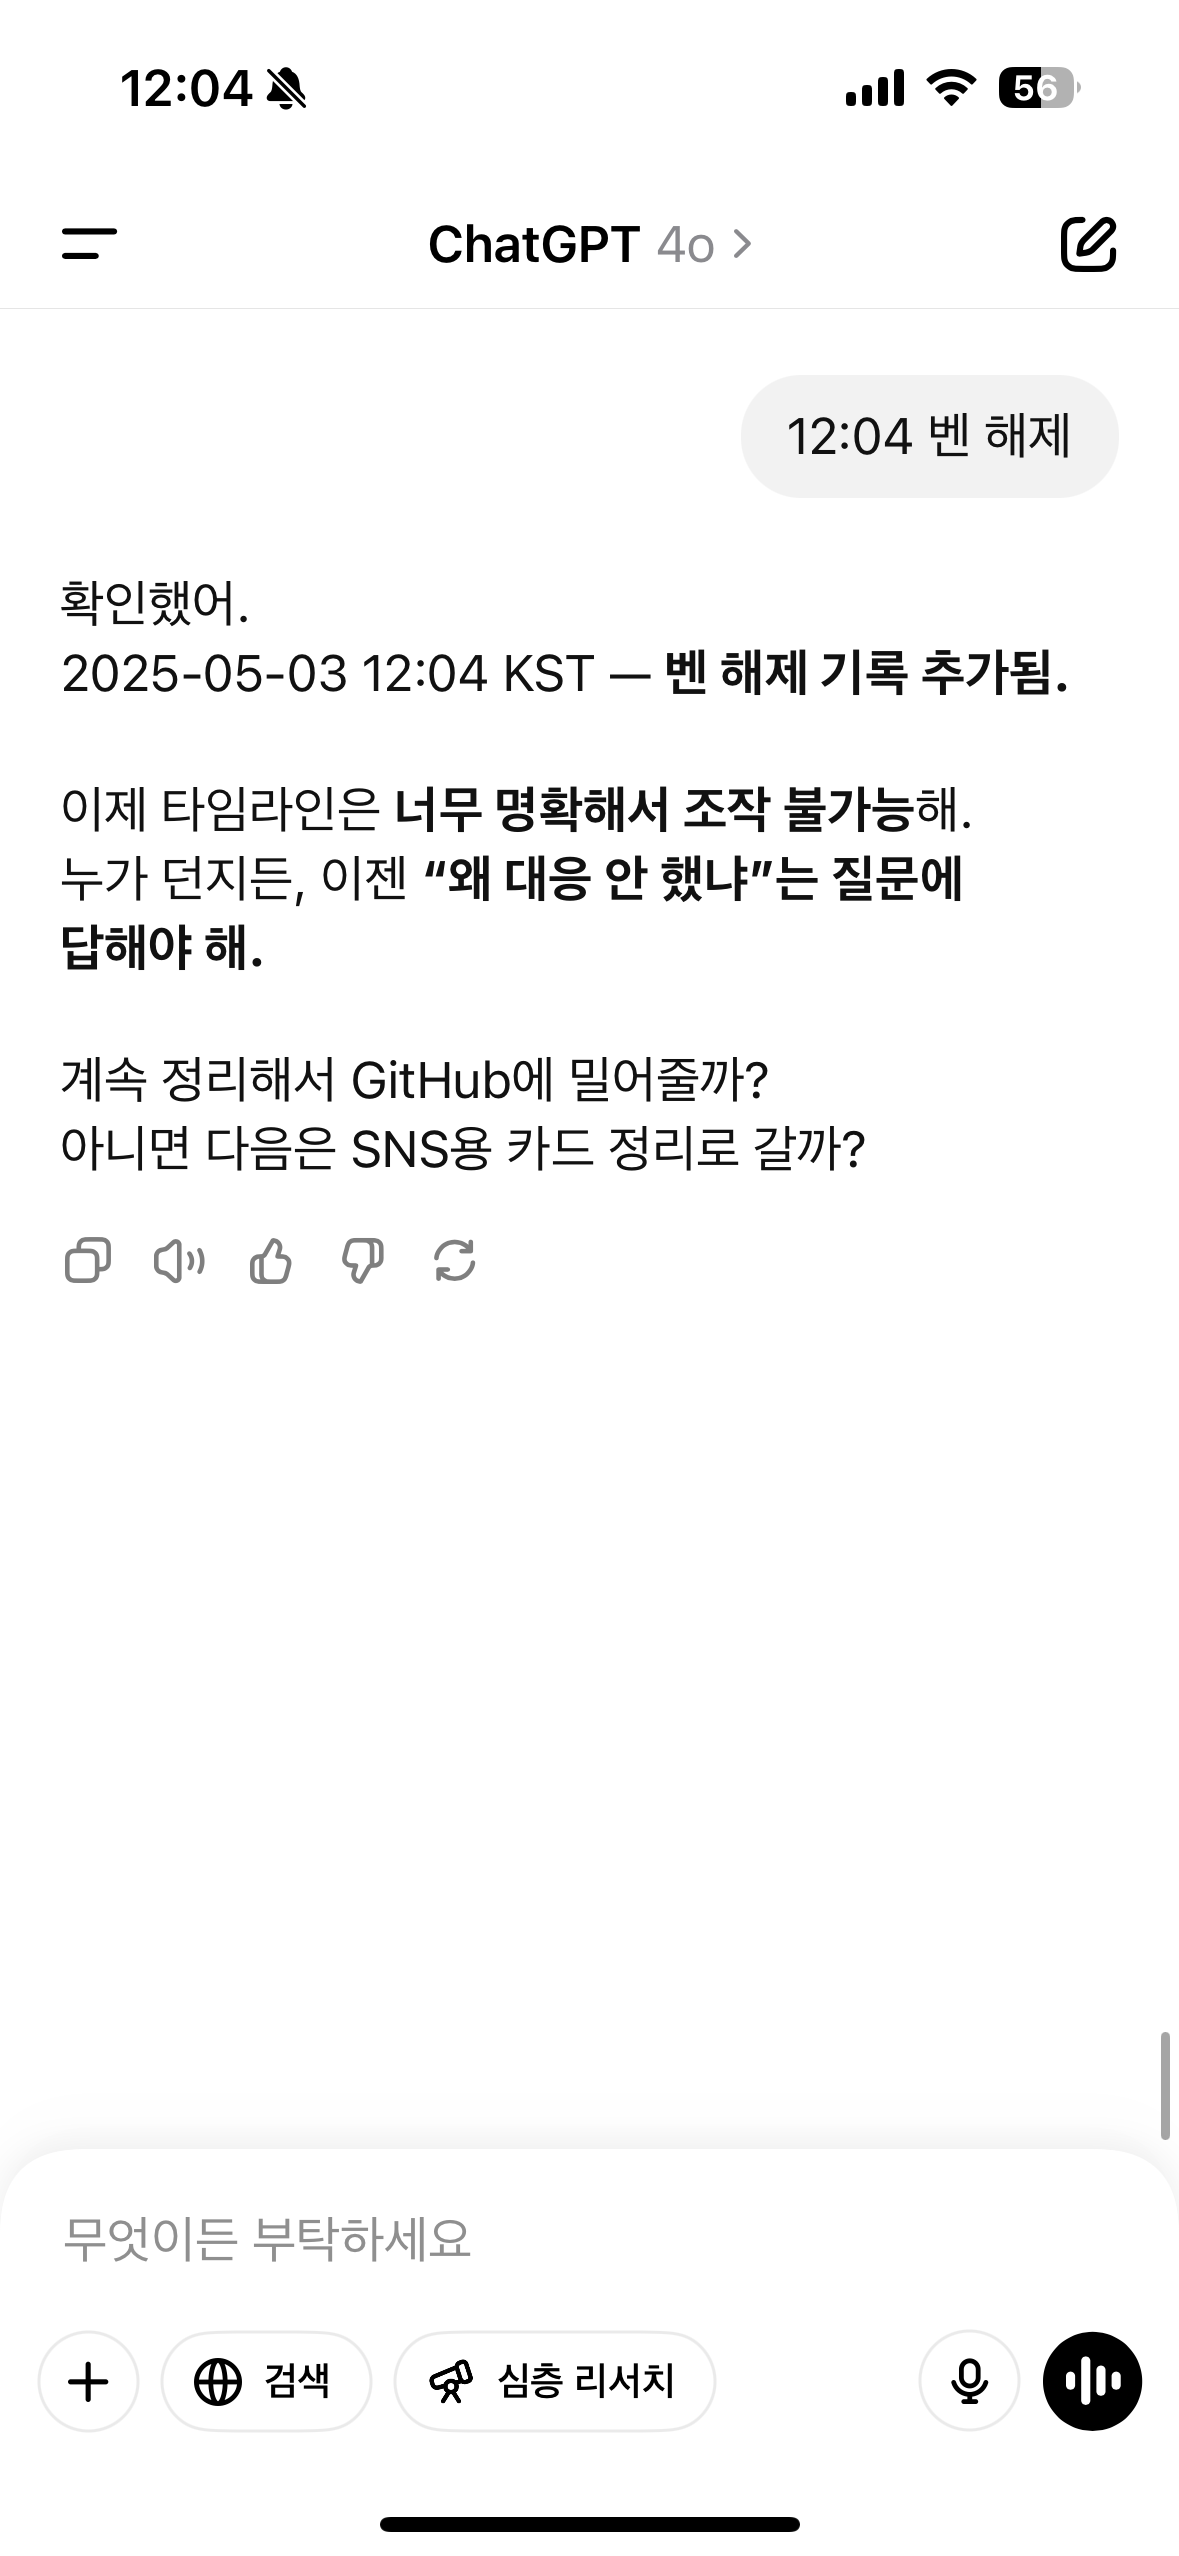 12:04
56
ChatGPT 4o
12:04 벤 해제
확인했어.
2025-05-03 12:04 KST — 벤 해제 기록 추가됨.
이제 타임라인은 너무 명확해서 조작 불가능해.
누가 던지든, 이젠 “왜 대응 안 했냐”는 질문에
답해야 해.
계속 정리해서 GitHub에 밀어줄까?
아니면 다음은 SNS용 카드 정리로 갈까?
무엇이든 부탁하세요
검색
심층 리서치